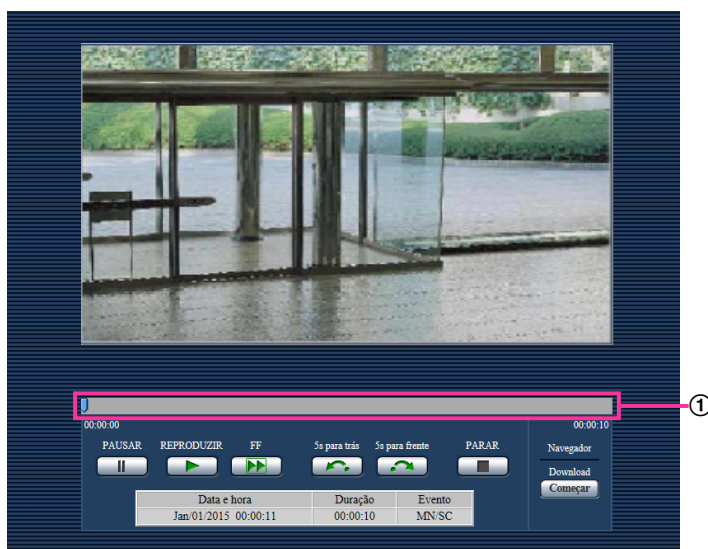 ①
00:00:00 00:00:10
PAUSAR REPRODUZIR FF 5s para trás 5s para frente PARAR
Navegador
Download
Começar
Data e hora Duração Evento
Jan/01/2015 00:00:11 00:00:10 MN/SC